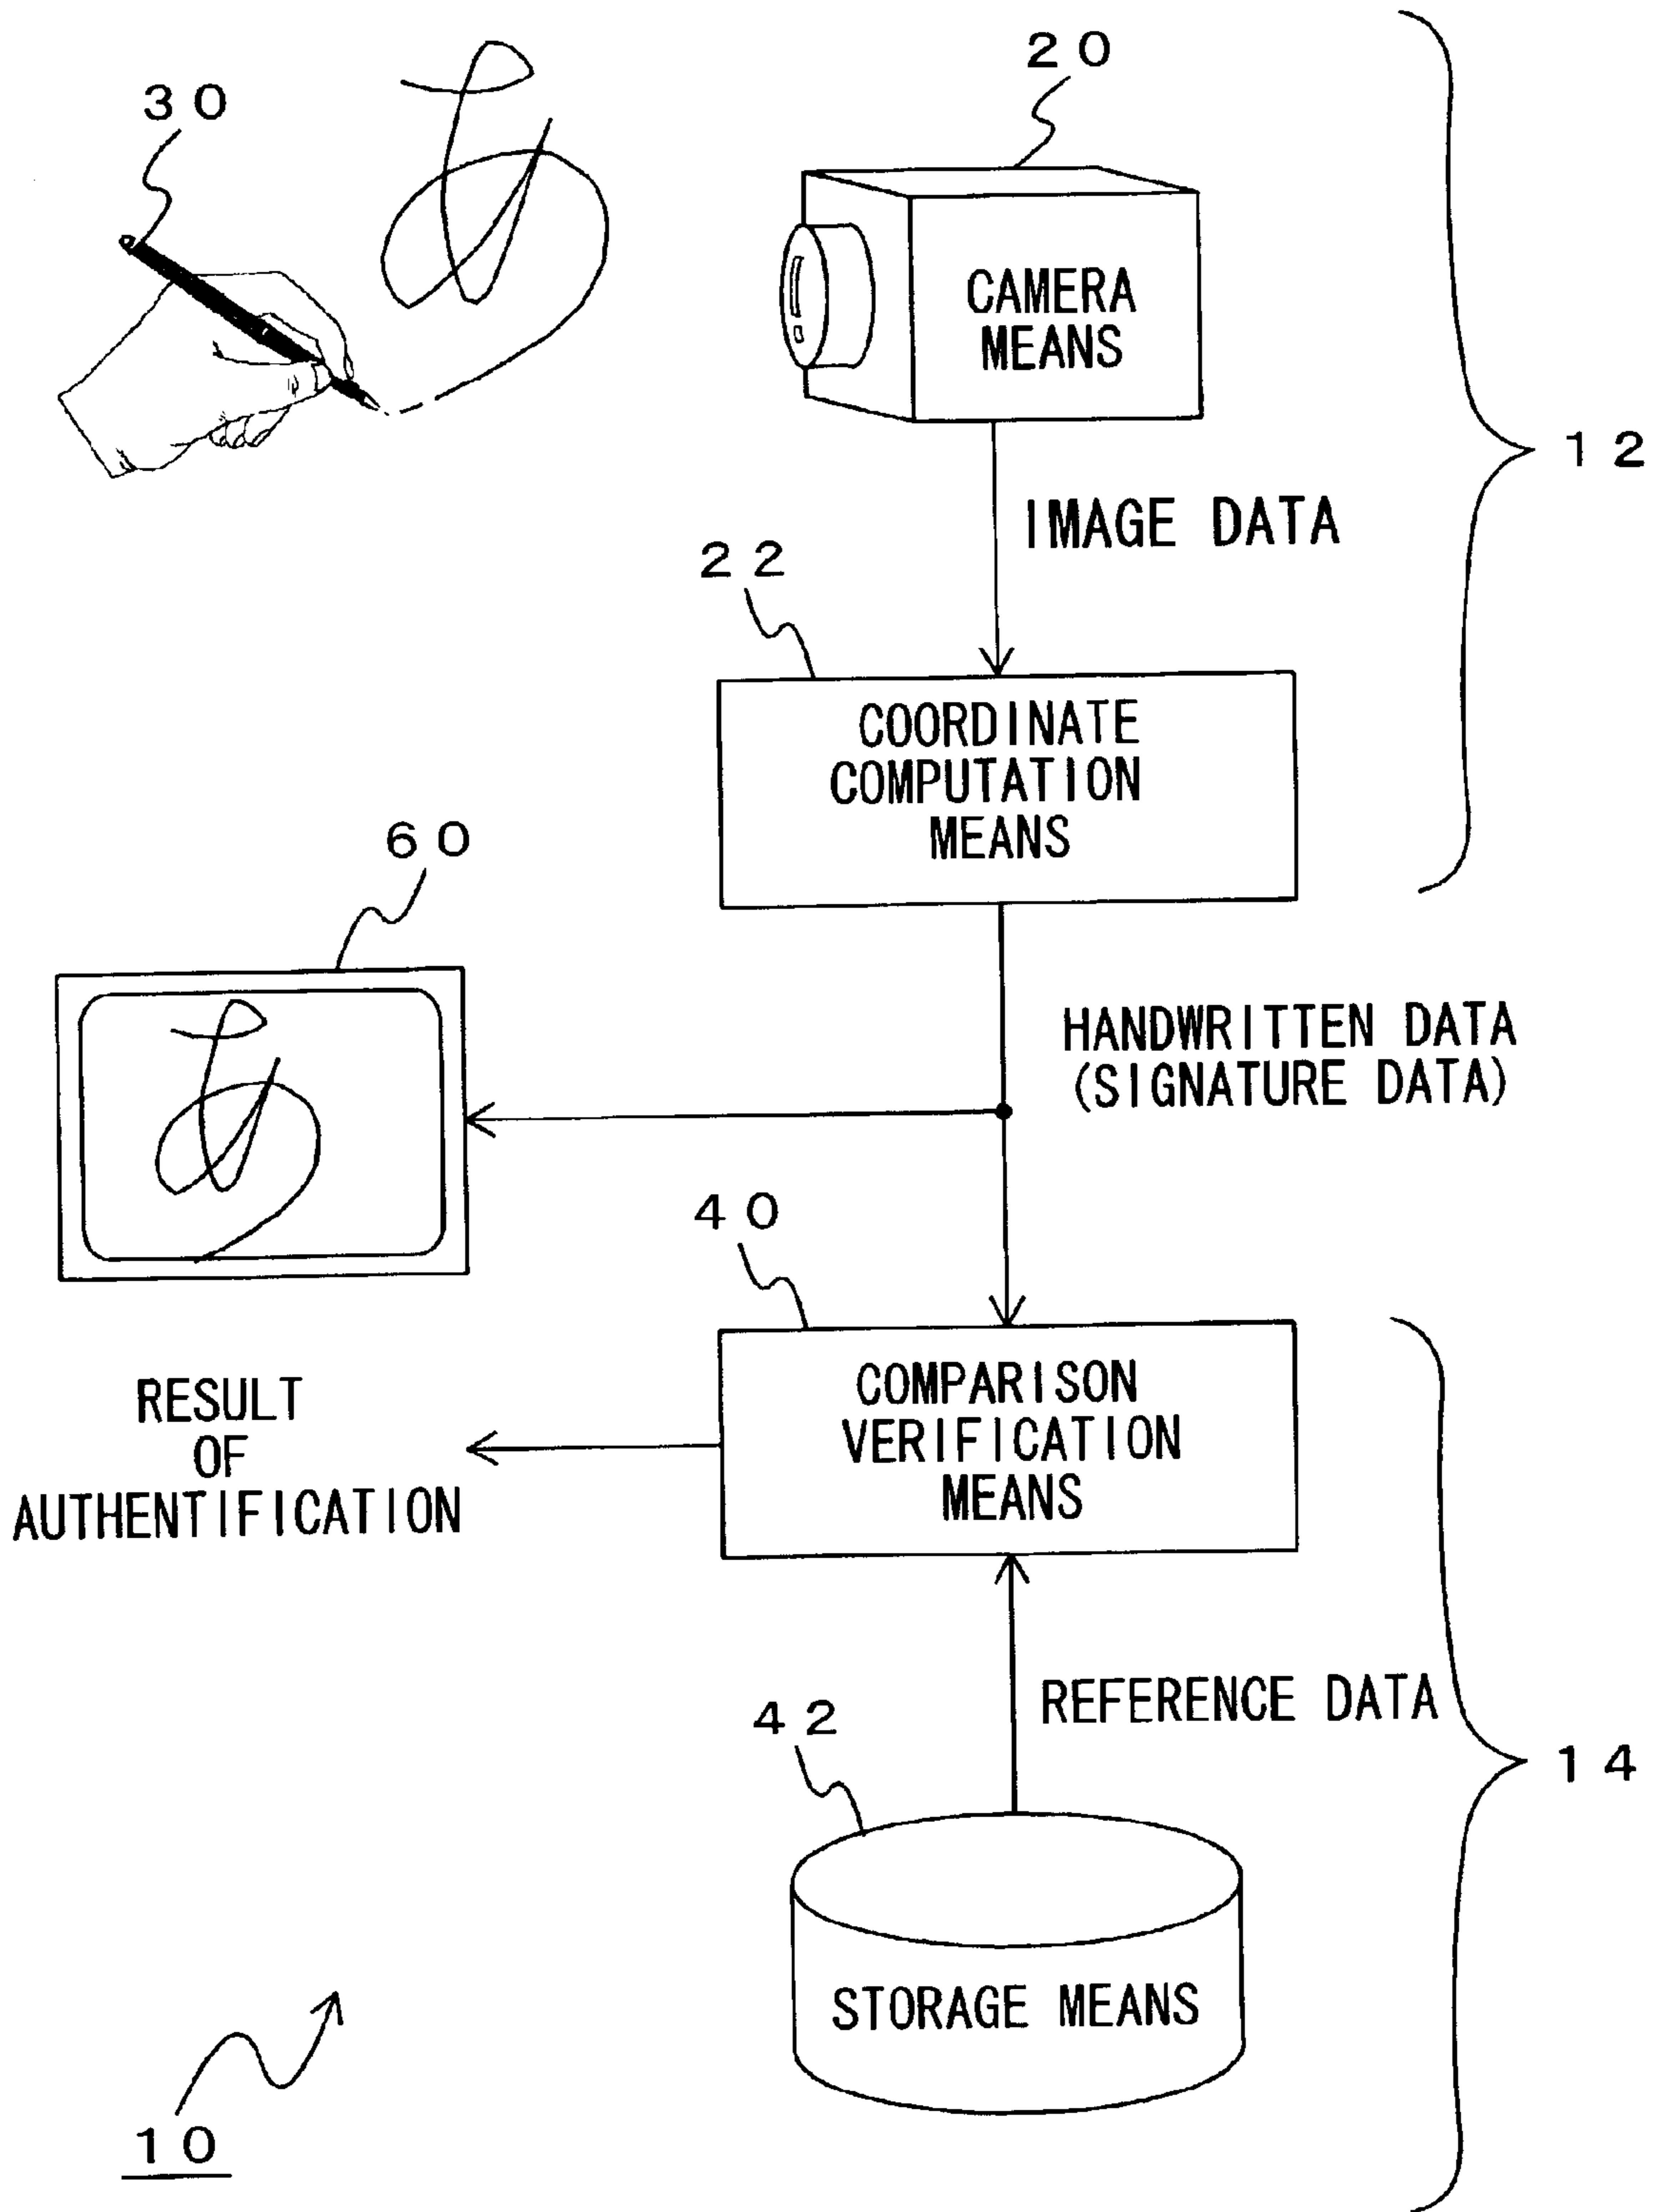 30
20
CAMERA
MEANS
12
IMAGE DATA
22
COORDINATE
COMPUTATION
MEANS
60
HANDWRITTEN DATA
(SIGNATURE DATA)
40
COMPARISON
VERIFICATION
MEANS
RESULT
OF
AUTHENTIFICATION
REFERENCE DATA
42
14
STORAGE MEANS
10